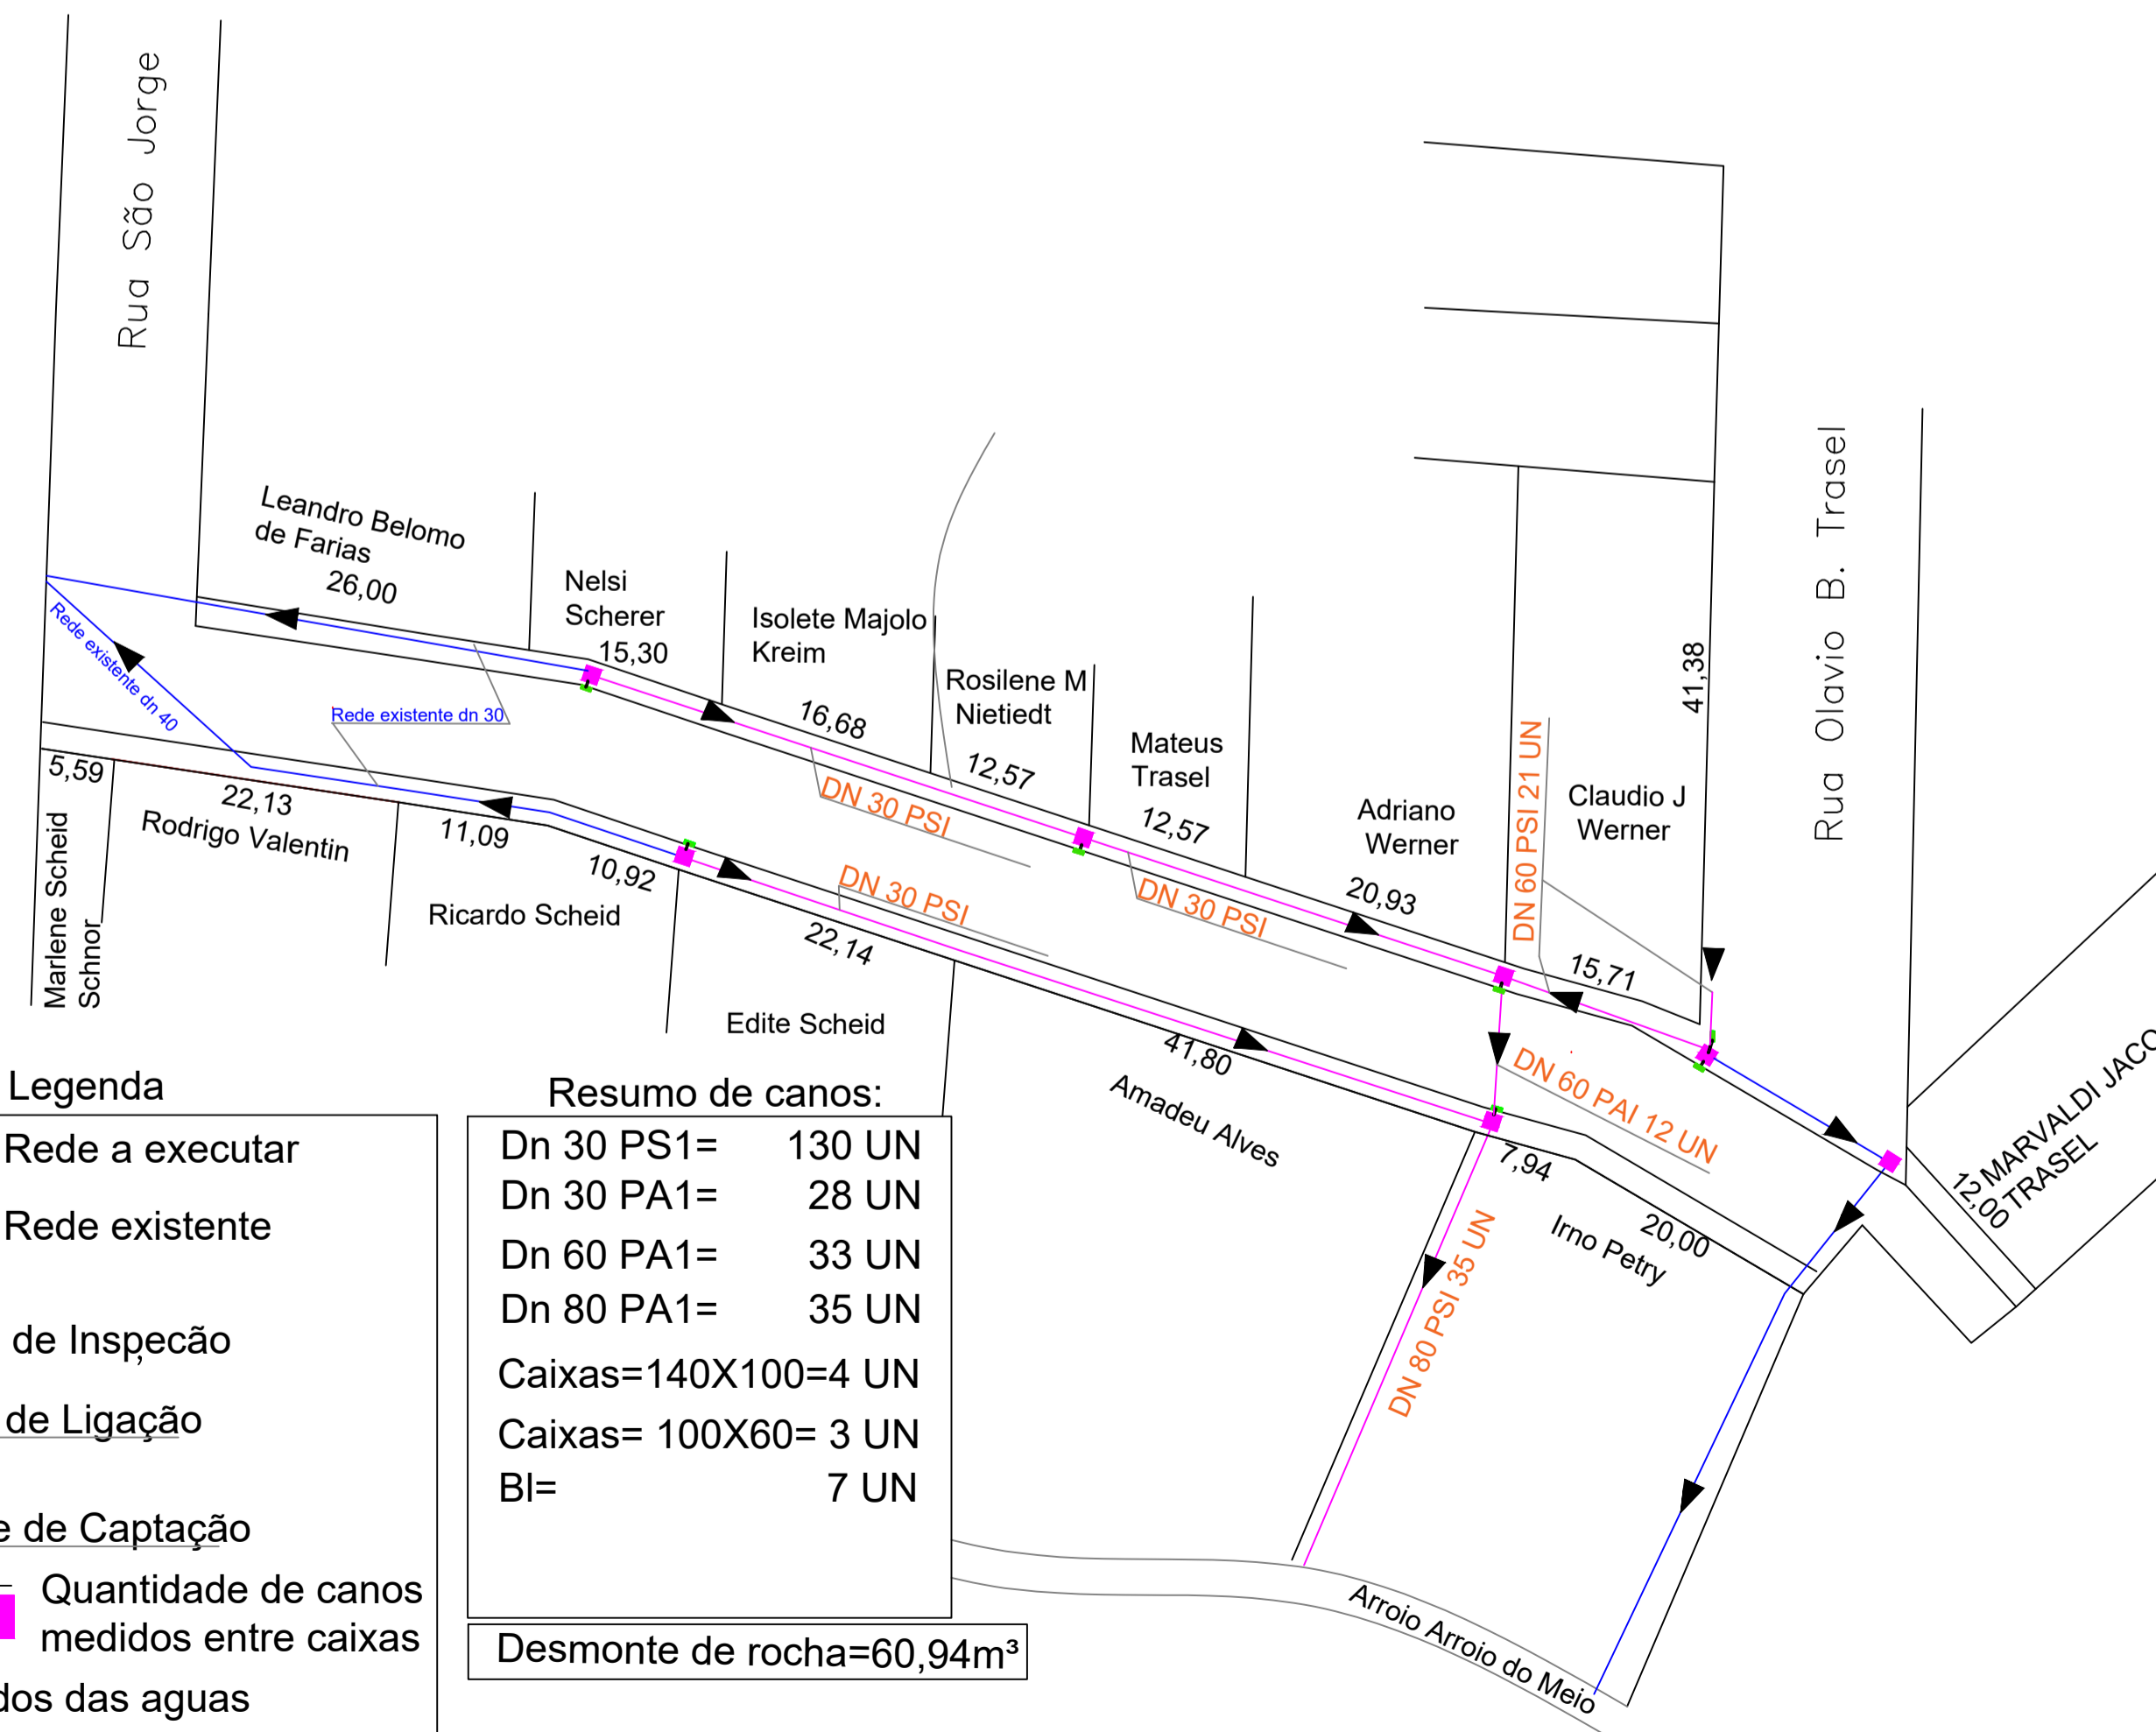 Rua São Jorge
Leandro Belomo
de Farias
26,00
Nelsi
Scherer
15,30
Isolete Majolo
Kreim
16,68
Rosilene M
Nietiedt
12,57
Mateus
Trasel
12,57
Adriano
Werner
20,93
DN 60 PSI 21 UN
Claudio J
Werner
15,71
41,38
Rua Olavio B. Trasel
Rede existente dn 40
Rede existente dn 30
DN 30 PSI
DN 30 PSI
DN 30 PSI
5,59
Marlene Scheid
Schnor
22,13
Rodrigo Valentin
11,09
10,92
Ricardo Scheid
22,14
Edite Scheid
41,80
Amadeu Alves
DN 60 PAI 12 UN
7,94
20,00
Irno Petry
12 MARVALDI JACO
12,00 TRASEL
DN 80 PSI 35 UN
Arroio Arroio do Meio
Legenda
Rede a executar
Rede existente
de Inspeção
de Ligação
e de Captação
Quantidade de canos
medidos entre caixas
dos das aguas
Resumo de canos:
Dn 30 PS1= 130 UN
Dn 30 PA1= 28 UN
Dn 60 PA1= 33 UN
Dn 80 PA1= 35 UN
Caixas=140X100=4 UN
Caixas= 100X60= 3 UN
Bl= 7 UN
Desmonte de rocha=60,94m³